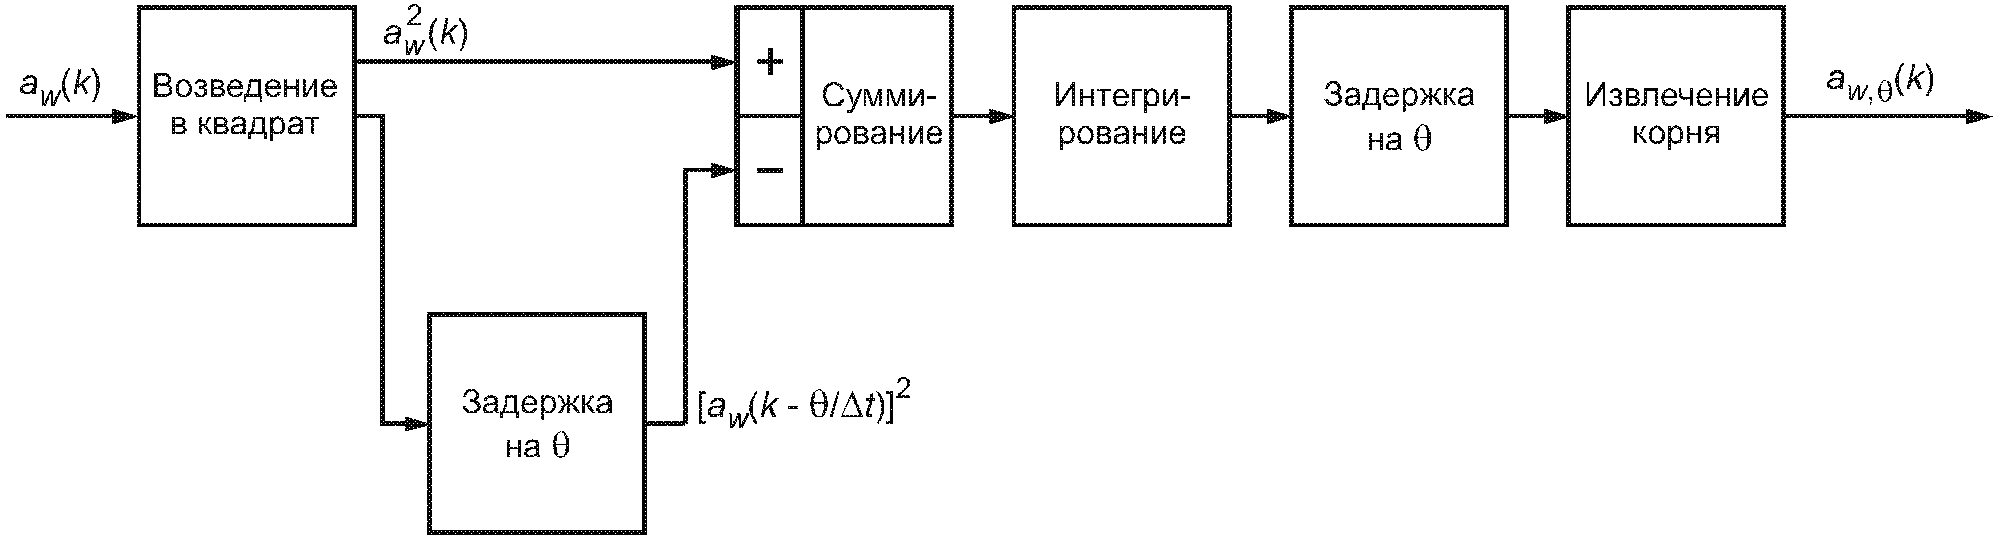 a_w(k)
Возведение
в квадрат
a_w^2(k)
+
−
Сумми-
рование
Интегри-
рование
Задержка
на θ
Извлечение
корня
a_{w,θ}(k)
Задержка
на θ
[a_w(k - θ/Δt)]^2